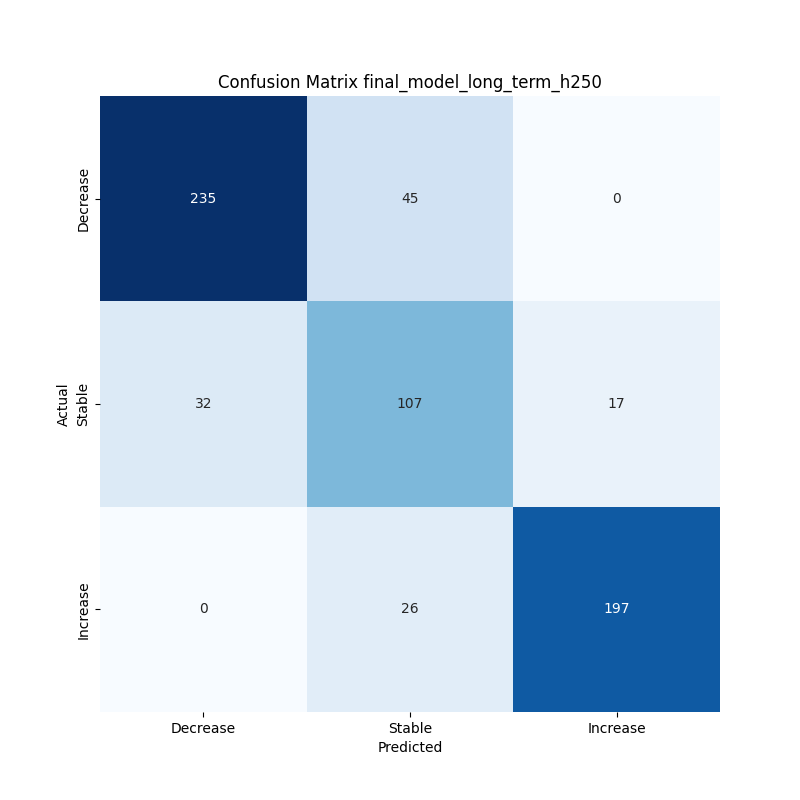 Confusion Matrix final_model_long_term_h250
Decrease
235
45
0
Actual
Stable
32
107
17
Increase
0
26
197
Decrease
Stable
Increase
Predicted